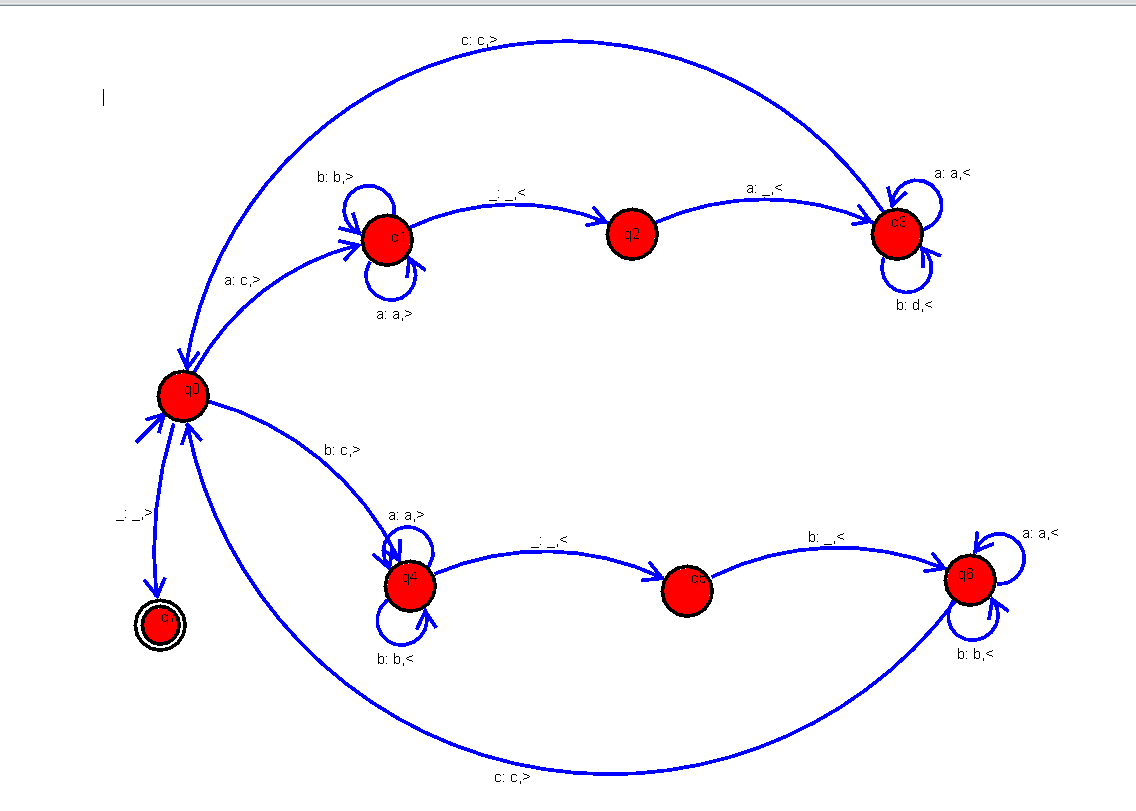 c: c,>
b: b,>
_: _,<
a: _,<
a: a,<
q1
q2
q3
a: c,>
a: a,>
b: d,<
q0
b: c,>
_: _,>
a: a,>
_: _,<
b: _,<
a: a,<
q4
q5
q6
q7
b: b,<
b: b,<
c: c,>